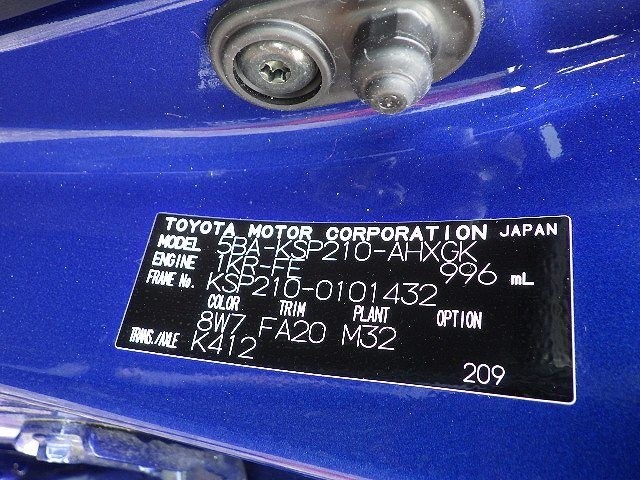 TOYOTA MOTOR CORPORATION JAPAN
MODEL 5BA-KSP210-AHXGK
ENGINE 1KR-FE 996 mL
FRAME No. KSP210-0101432
COLOR TRIM PLANT OPTION
8W7 FA20 M32
TRANS./AXLE K412
209